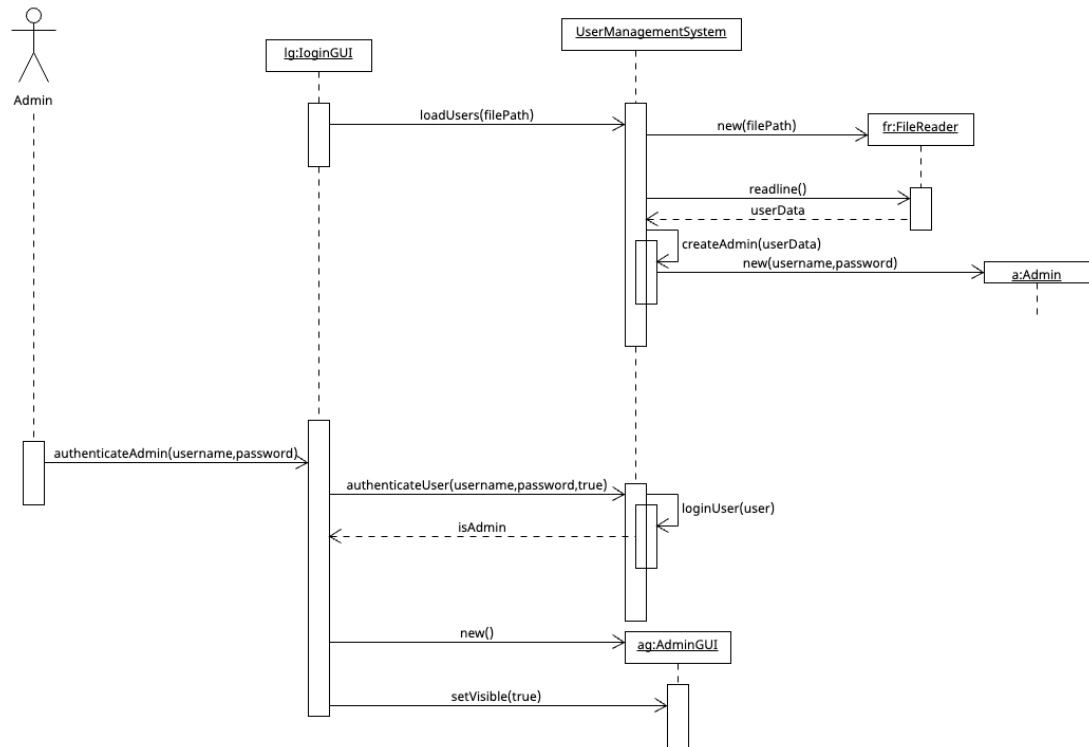 UserManagementSystem
lg:loginGUI
Admin
loadUsers(filePath)
new(filePath)
fr:FileReader
readline()
userData
createAdmin(userData)
new(username,password)
a:Admin
authenticateAdmin(username,password)
authenticateUser(username,password,true)
loginUser(user)
isAdmin
new()
ag:AdminGUI
setVisible(true)